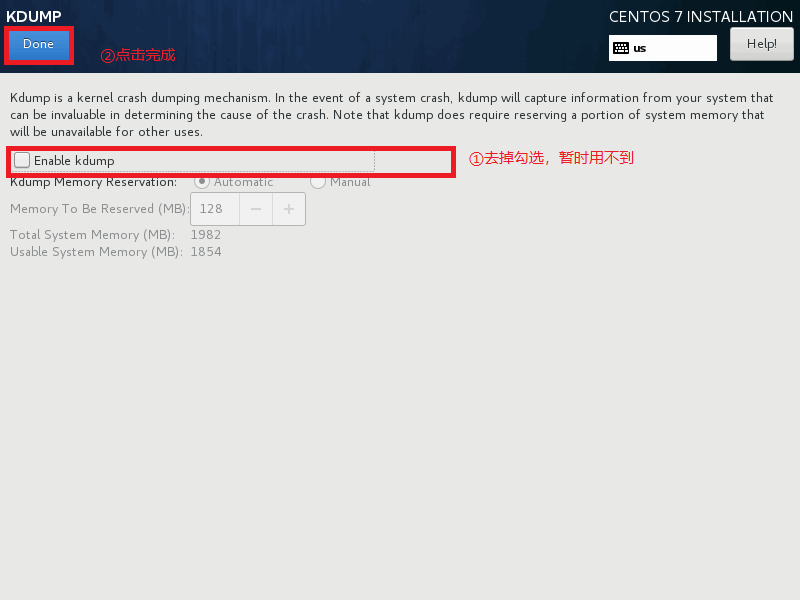 KDUMP
CENTOS 7 INSTALLATION
Done
②点击完成
us
Help!
Kdump is a kernel crash dumping mechanism. In the event of a system crash, kdump will capture information from your system that
can be invaluable in determining the cause of the crash. Note that kdump does require reserving a portion of system memory that
will be unavailable for other uses.
Enable kdump
①去掉勾选，暂时用不到
Kdump Memory Reservation: Automatic Manual
Memory To Be Reserved (MB): 128 − +
Total System Memory (MB): 1982
Usable System Memory (MB): 1854